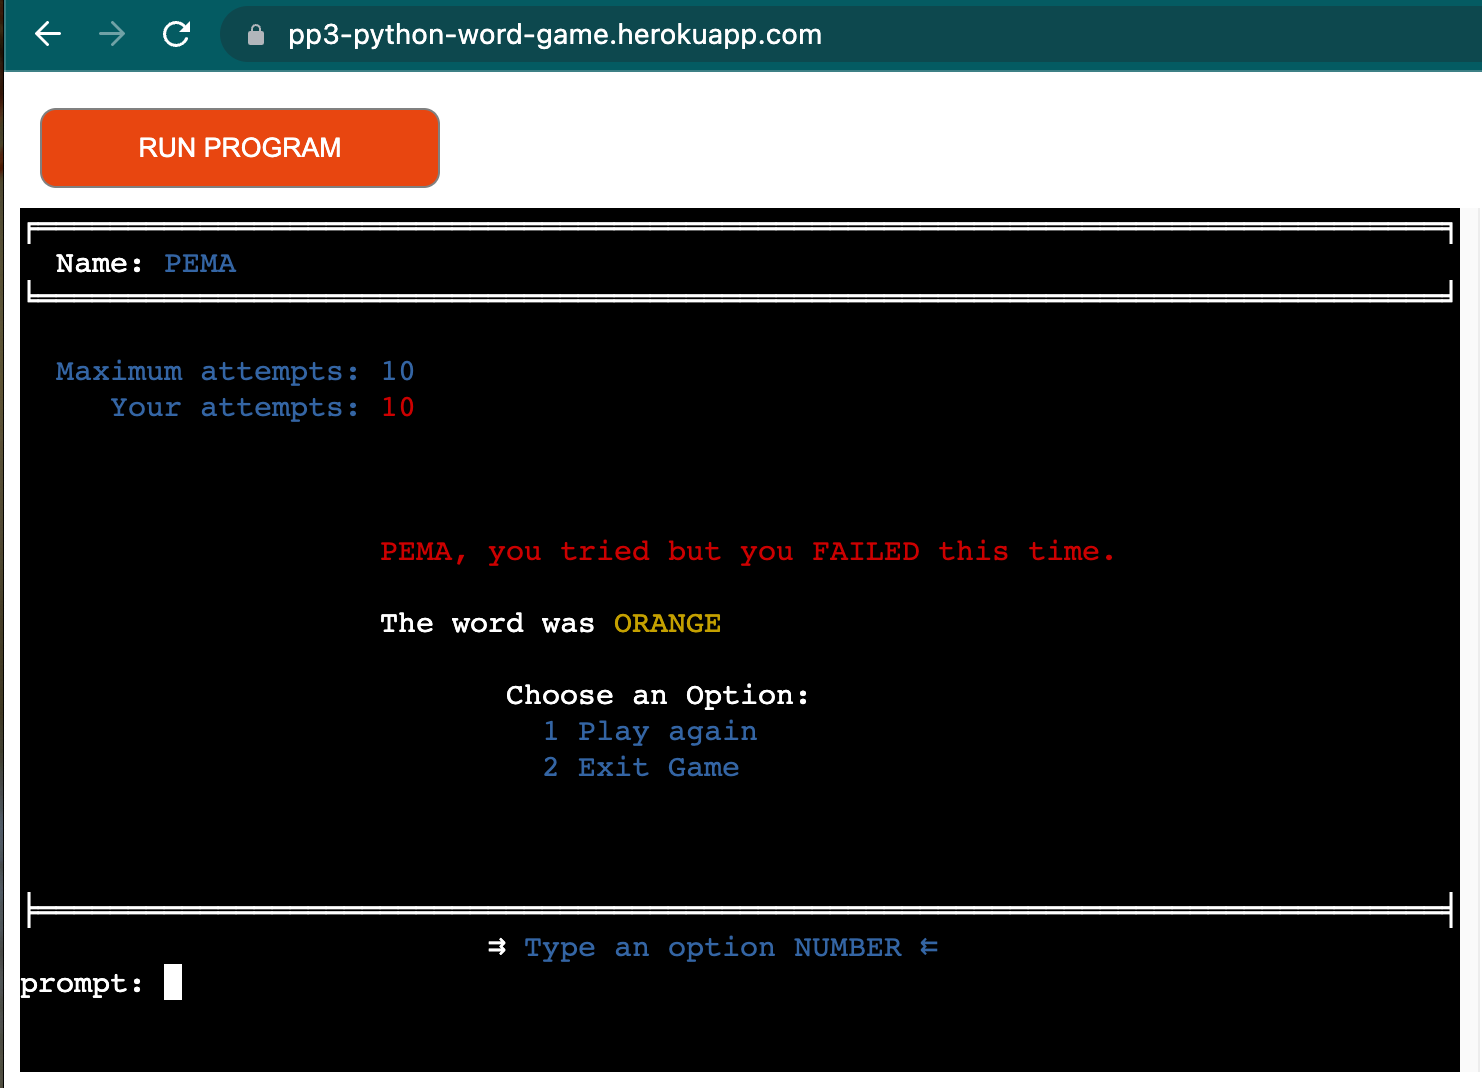 pp3-python-word-game.herokuapp.com
RUN PROGRAM
Name: PEMA
Maximum attempts: 10
Your attempts: 10
PEMA, you tried but you FAILED this time.
The word was ORANGE
Choose an Option:
1 Play again
2 Exit Game
⇉ Type an option NUMBER ⇇
prompt: